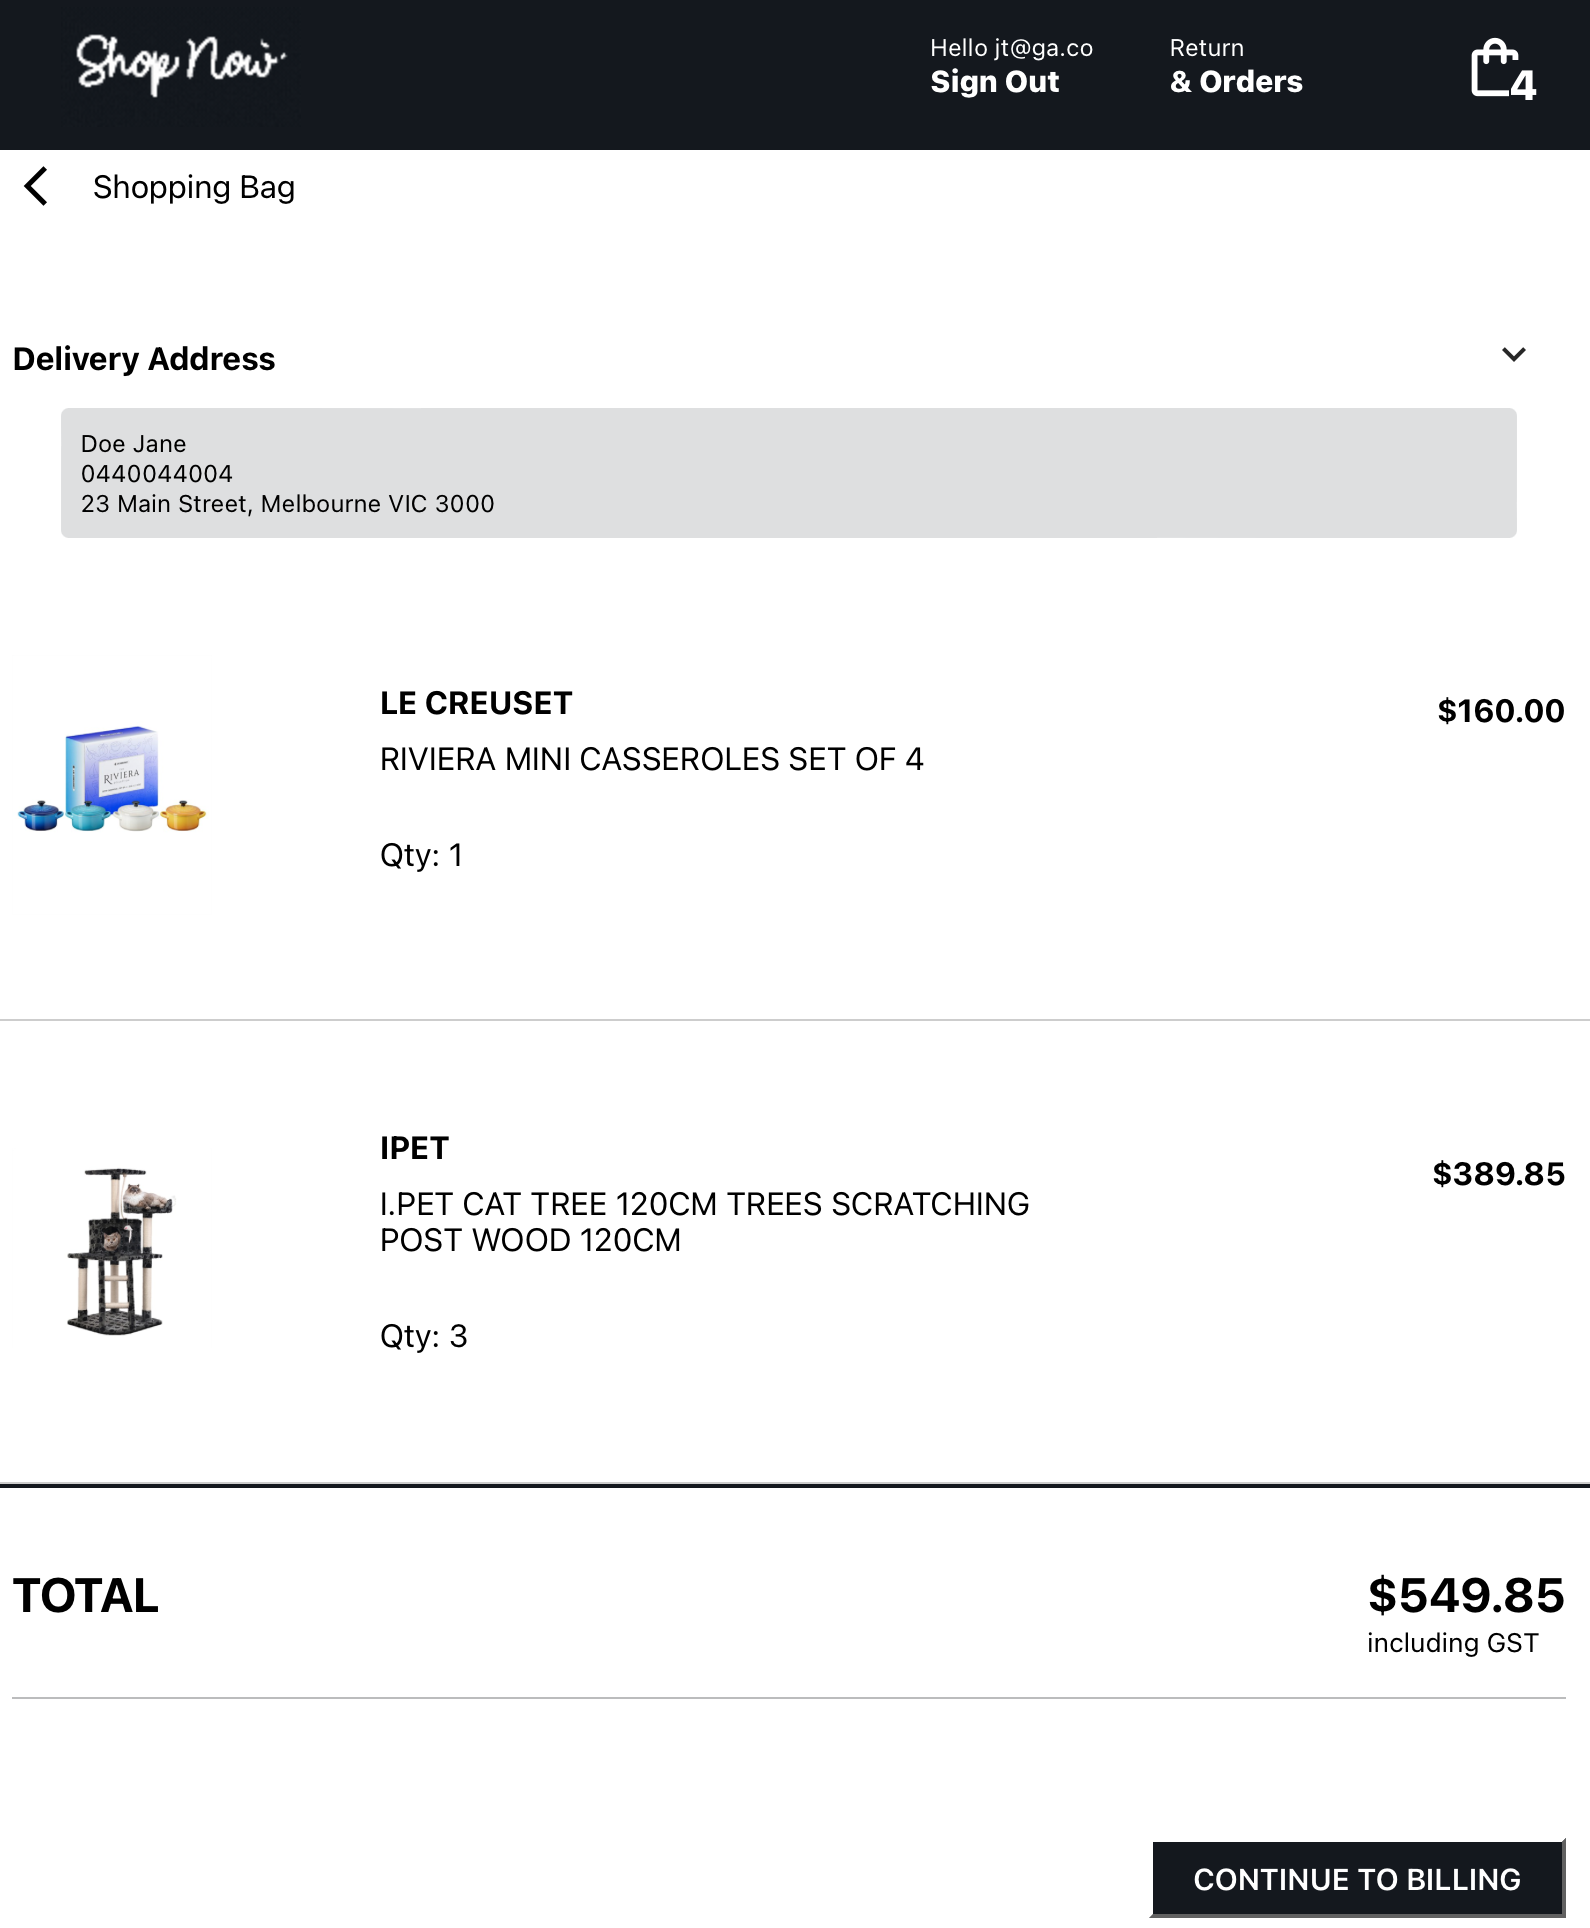 Shop Now
Hello jt@ga.co
Sign Out
Return
& Orders
4
Shopping Bag
Delivery Address
Doe Jane
0440044004
23 Main Street, Melbourne VIC 3000
RIVIERA
LE CREUSET
$160.00
RIVIERA MINI CASSEROLES SET OF 4
Qty: 1
IPET
$389.85
I.PET CAT TREE 120CM TREES SCRATCHING
POST WOOD 120CM
Qty: 3
TOTAL
$549.85
including GST
CONTINUE TO BILLING